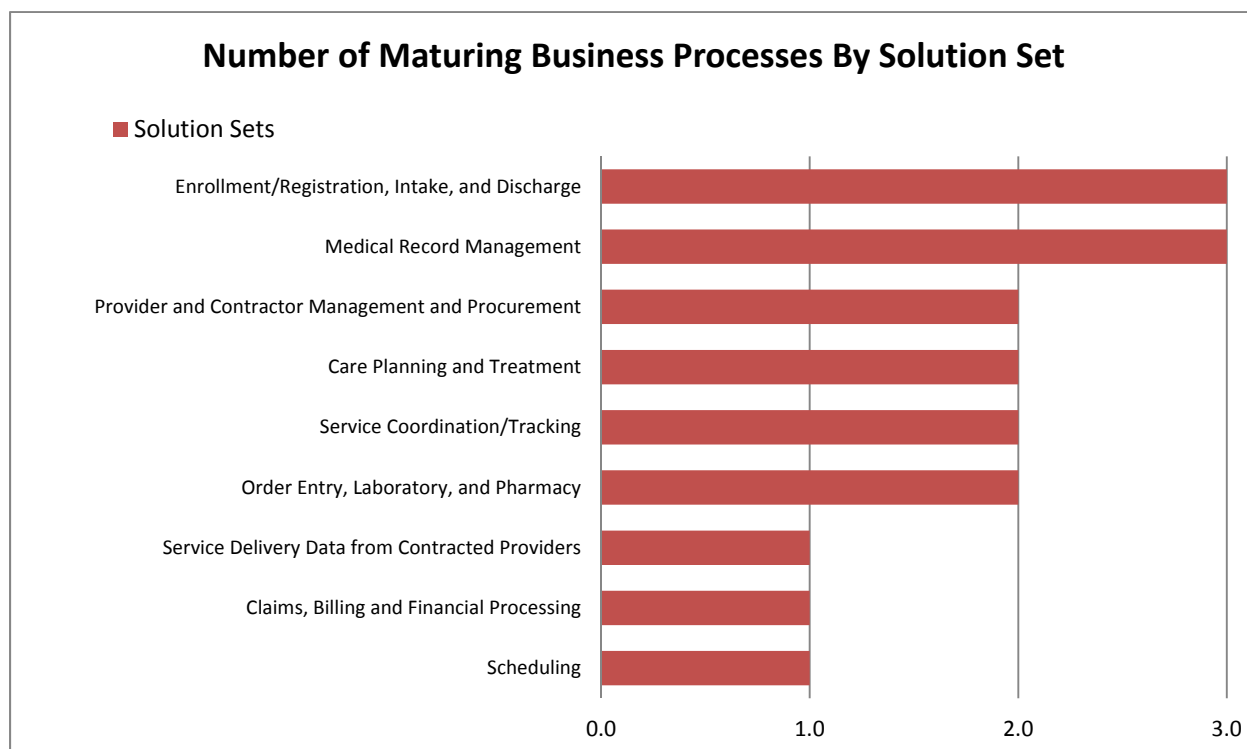 Number of Maturing Business Processes By Solution Set
Solution Sets
Enrollment/Registration, Intake, and Discharge
Medical Record Management
Provider and Contractor Management and Procurement
Care Planning and Treatment
Service Coordination/Tracking
Order Entry, Laboratory, and Pharmacy
Service Delivery Data from Contracted Providers
Claims, Billing and Financial Processing
Scheduling
0.0 1.0 2.0 3.0